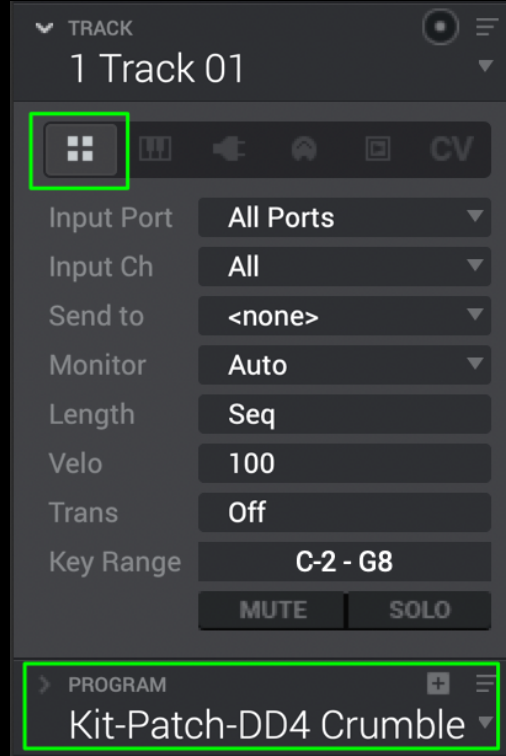 TRACK
1 Track 01
CV
Input Port All Ports
Input Ch All
Send to <none>
Monitor Auto
Length Seq
Velo 100
Trans Off
Key Range C-2 - G8
MUTE SOLO
PROGRAM
Kit-Patch-DD4 Crumble